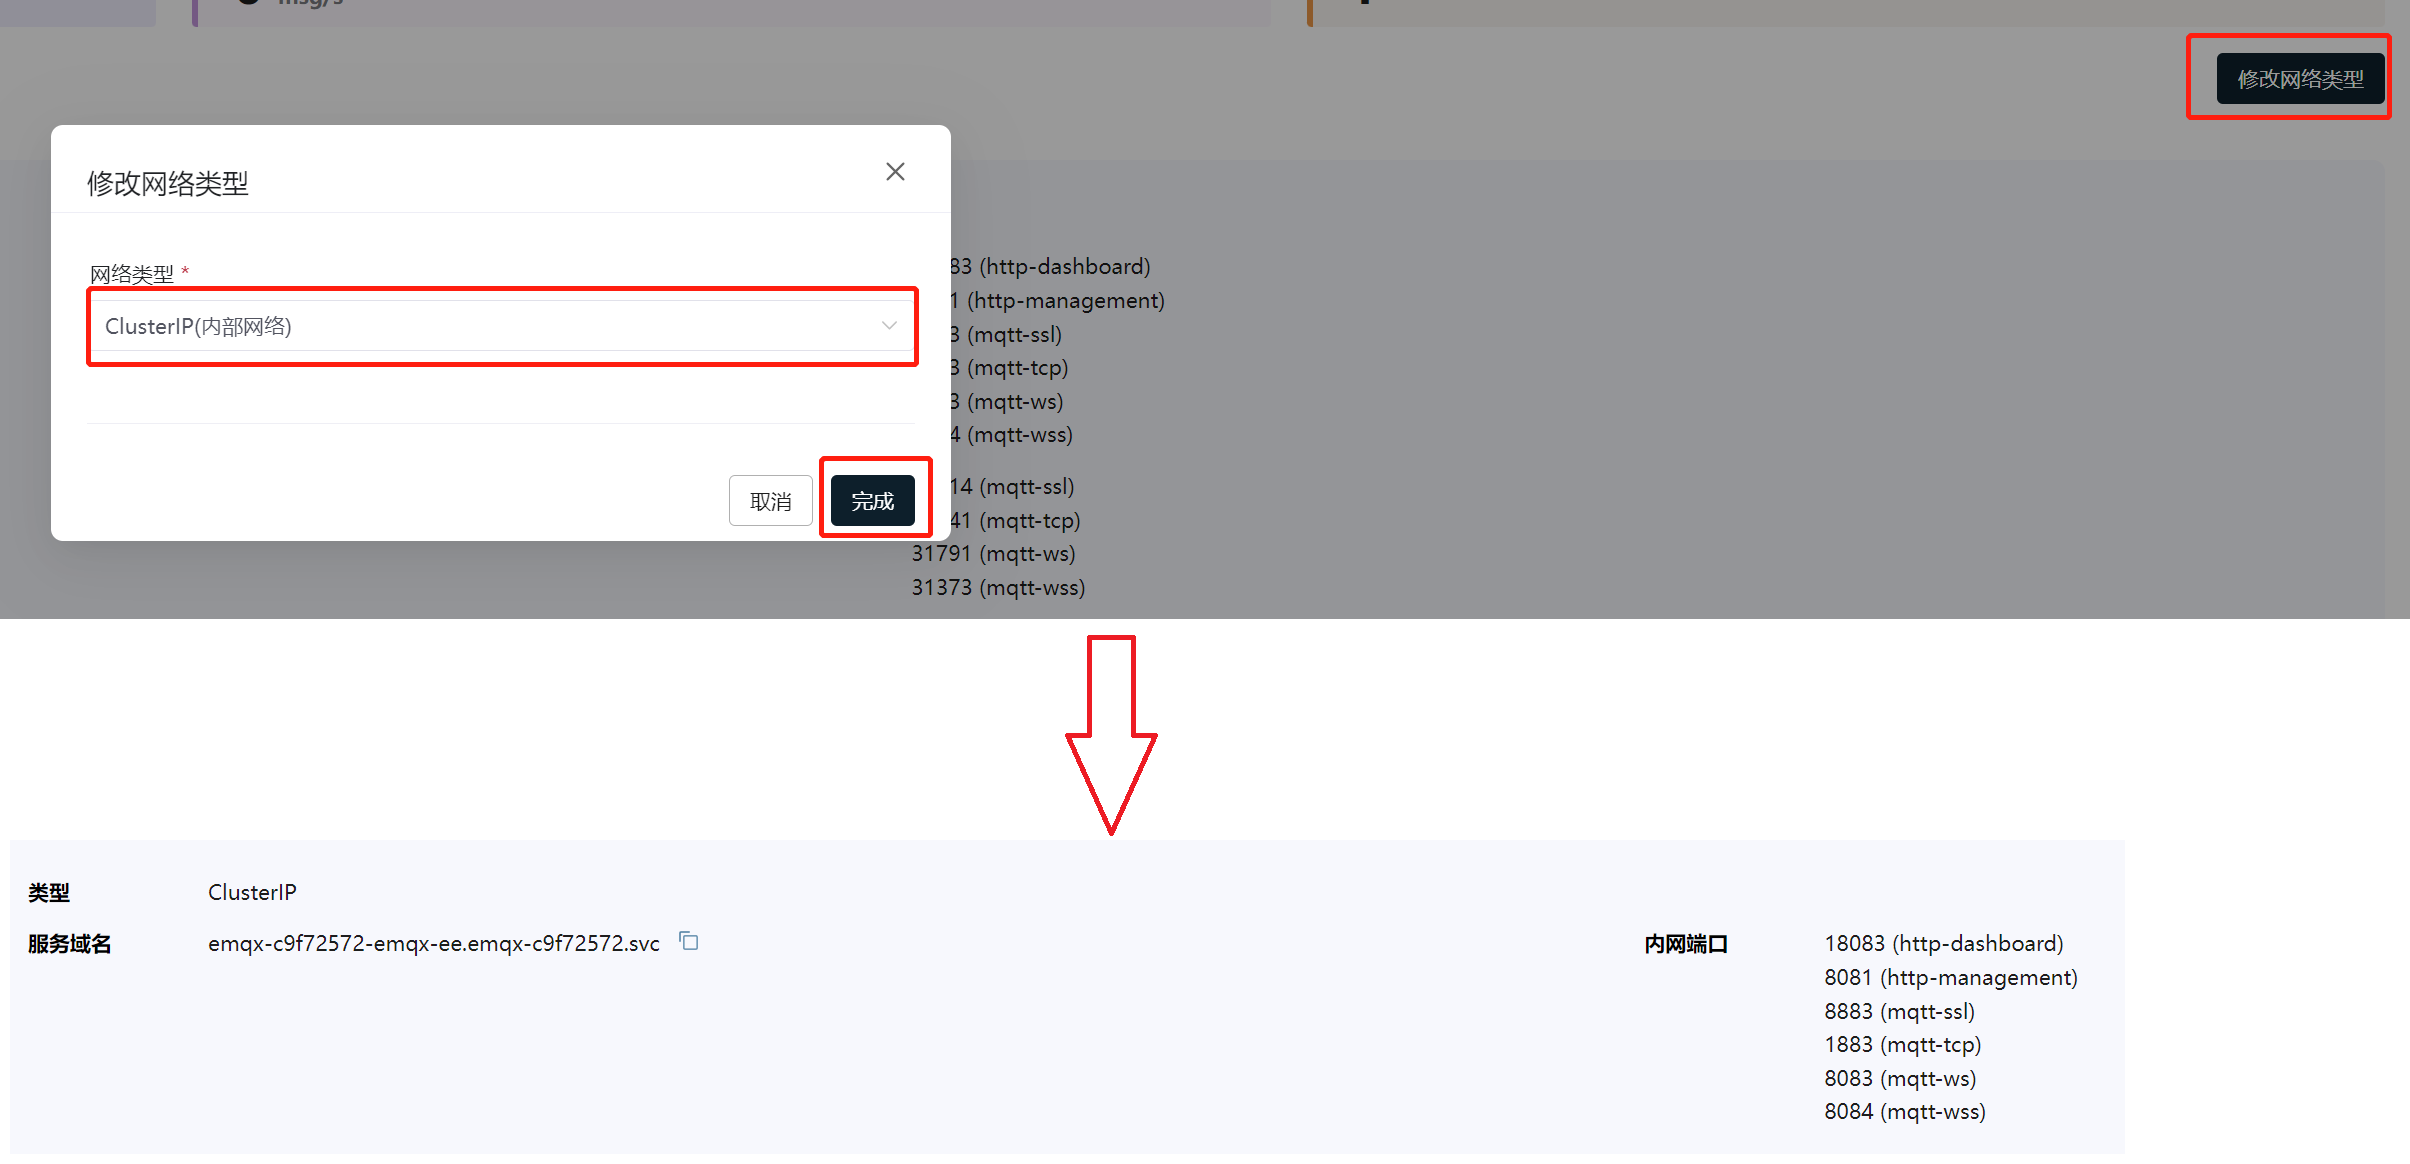 msg/s
修改网络类型
修改网络类型
网络类型 *
ClusterIP(内部网络)
取消
完成
83 (http-dashboard)
1 (http-management)
3 (mqtt-ssl)
3 (mqtt-tcp)
3 (mqtt-ws)
4 (mqtt-wss)
14 (mqtt-ssl)
41 (mqtt-tcp)
31791 (mqtt-ws)
31373 (mqtt-wss)
类型 ClusterIP
服务域名 emqx-c9f72572-emqx-ee.emqx-c9f72572.svc
内网端口 18083 (http-dashboard)
8081 (http-management)
8883 (mqtt-ssl)
1883 (mqtt-tcp)
8083 (mqtt-ws)
8084 (mqtt-wss)